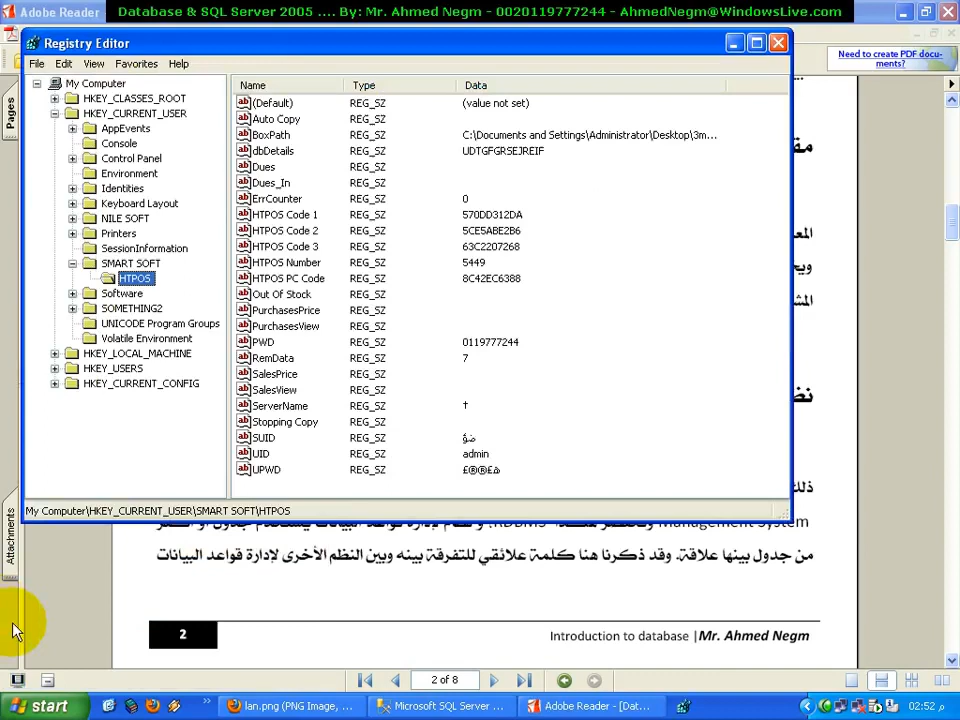 Adobe Reader
Database & SQL Server 2005 .... By: Mr. Ahmed Negm - 0020119777244 - AhmedNegm@WindowsLive.com
Registry Editor
File Edit View Favorites Help
Need to create PDF docu-
ments?
Pages
Attachments
My Computer
HKEY_CLASSES_ROOT
HKEY_CURRENT_USER
AppEvents
Console
Control Panel
Environment
Identities
Keyboard Layout
NILE SOFT
Printers
SessionInformation
SMART SOFT
HTPOS
Software
SOMETHING2
UNICODE Program Groups
Volatile Environment
HKEY_LOCAL_MACHINE
HKEY_USERS
HKEY_CURRENT_CONFIG
Name Type Data
(Default) REG_SZ (value not set)
Auto Copy REG_SZ
BoxPath REG_SZ C:\Documents and Settings\Administrator\Desktop\3m...
dbDetails REG_SZ UDTGFGRSEJREIF
Dues REG_SZ
Dues_In REG_SZ
ErrCounter REG_SZ 0
HTPOS Code 1 REG_SZ 570DD312DA
HTPOS Code 2 REG_SZ 5CE5ABE2B6
HTPOS Code 3 REG_SZ 63C2207268
HTPOS Number REG_SZ 5449
HTPOS PC Code REG_SZ 8C42EC6388
Out Of Stock REG_SZ
PurchasesPrice REG_SZ
PurchasesView REG_SZ
PWD REG_SZ 0119777244
RemData REG_SZ 7
SalesPrice REG_SZ
SalesView REG_SZ
ServerName REG_SZ †
Stopping Copy REG_SZ
SUID REG_SZ ضؤ
UID REG_SZ admin
UPWD REG_SZ
My Computer\HKEY_CURRENT_USER\SMART SOFT\HTPOS
Management System
من جدول بينها علاقة. وقد ذكرنا هنا كلمة علائقي للتفرقة بينه وبين النظم الأخرى لإدارة قواعد البيانات
2 Introduction to database | Mr. Ahmed Negm
2 of 8
start
lan.png (PNG Image, ...
Microsoft SQL Server ...
Adobe Reader - [Dat...
02:52 م